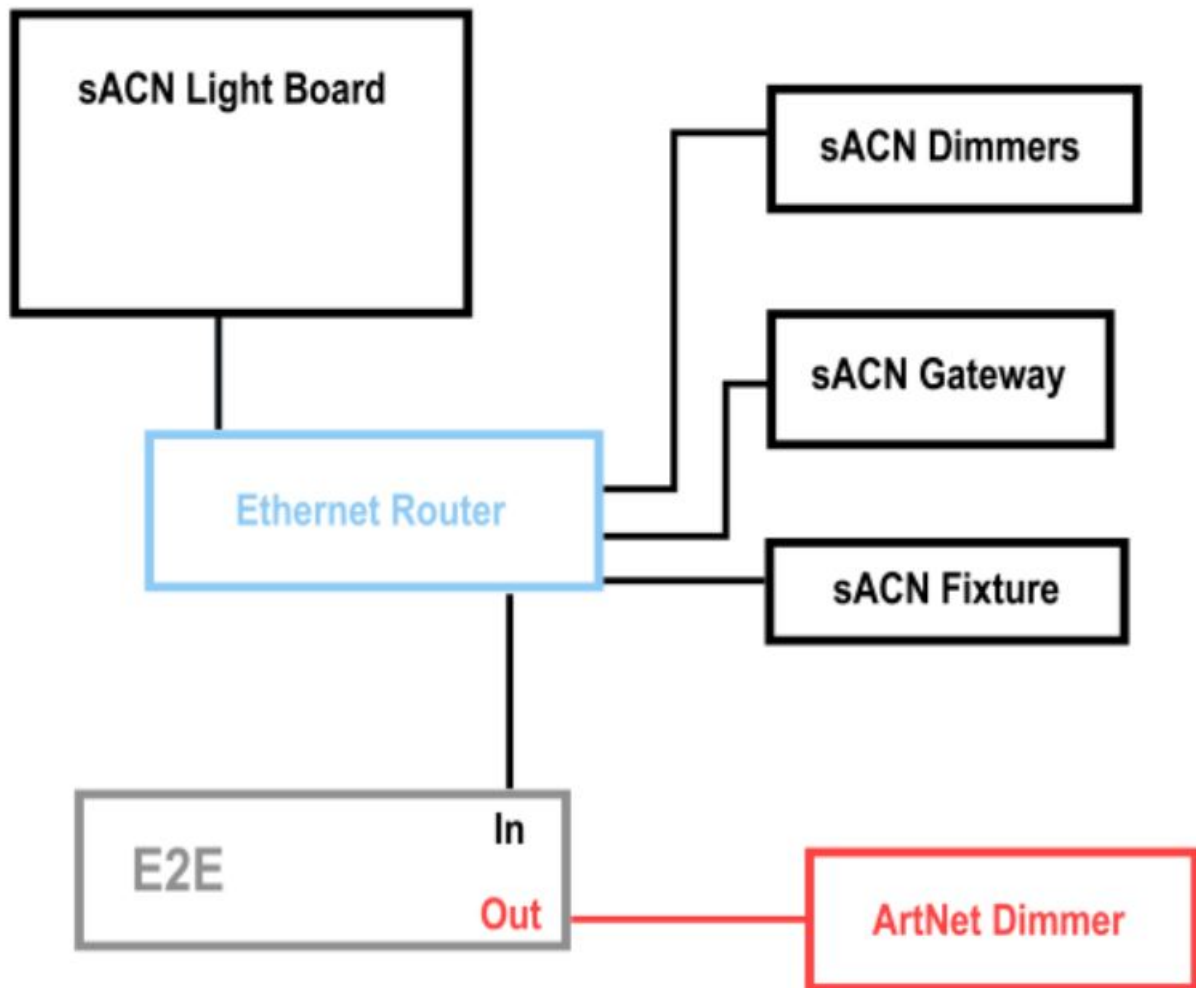 sACN Light Board
sACN Dimmers
sACN Gateway
Ethernet Router
sACN Fixture
In
E2E
Out
ArtNet Dimmer